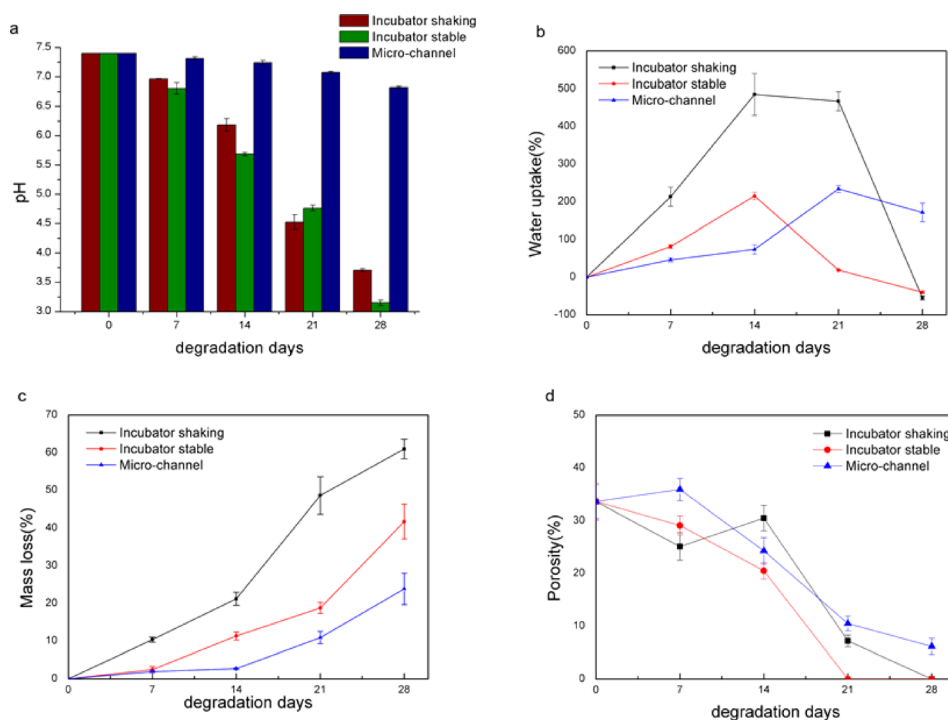 a
Incubator shaking
Incubator stable
Micro-channel
7.5
7.0
6.5
6.0
5.5
5.0
4.5
4.0
3.5
3.0
pH
0 7 14 21 28
degradation days
b
600
500
400
300
200
100
0
-100
Water uptake(%)
Incubator shaking
Incubator stable
Micro-channel
0 7 14 21 28
degradation days
c
70
60
50
40
30
20
10
0
Mass loss(%)
Incubator shaking
Incubator stable
Micro-channel
0 7 14 21 28
degradation days
d
50
40
30
20
10
0
Porosity(%)
Incubator shaking
Incubator stable
Micro-channel
0 7 14 21 28
degradation days